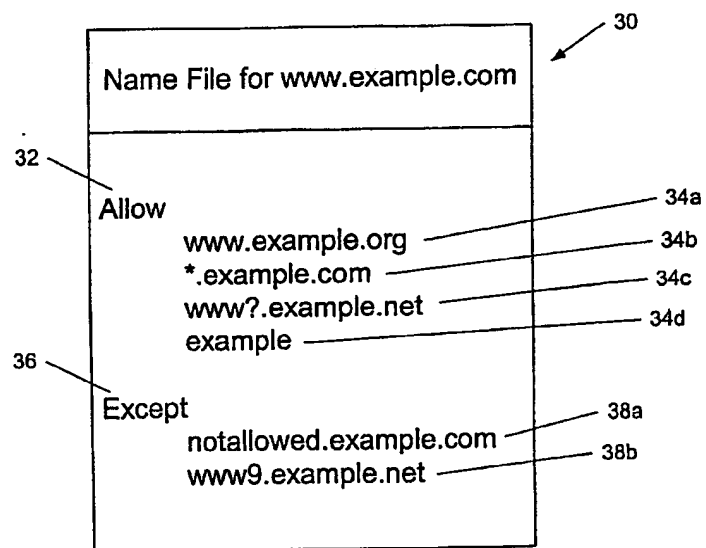 30
Name File for www.example.com
32
Allow
www.example.org 34a
*.example.com 34b
www?.example.net 34c
example 34d
36
Except
notallowed.example.com 38a
www9.example.net 38b